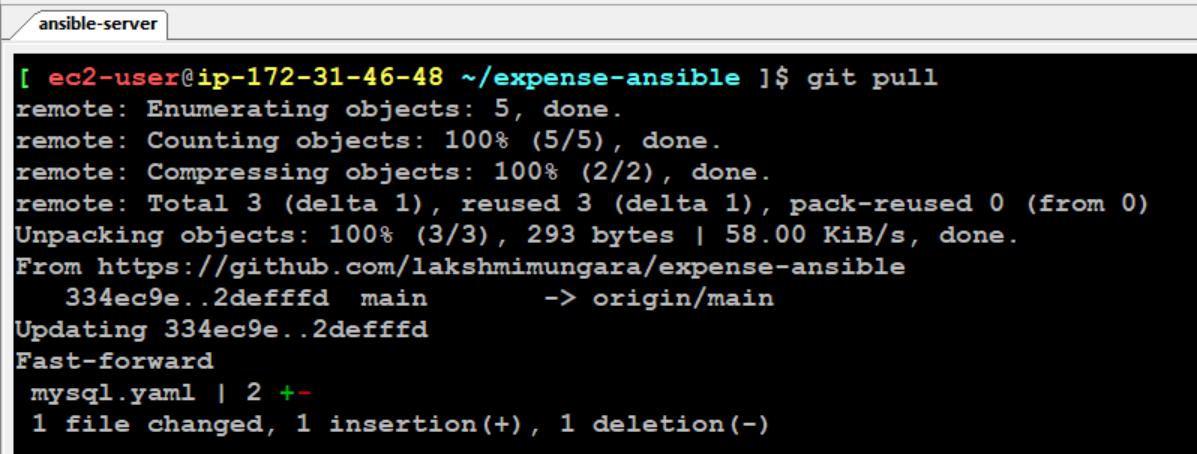 ansible-server
[ ec2-user@ip-172-31-46-48 ~/expense-ansible ]$ git pull
remote: Enumerating objects: 5, done.
remote: Counting objects: 100% (5/5), done.
remote: Compressing objects: 100% (2/2), done.
remote: Total 3 (delta 1), reused 3 (delta 1), pack-reused 0 (from 0)
Unpacking objects: 100% (3/3), 293 bytes | 58.00 KiB/s, done.
From https://github.com/lakshmimungara/expense-ansible
   334ec9e..2defffd  main       -> origin/main
Updating 334ec9e..2defffd
Fast-forward
 mysql.yaml | 2 +-
 1 file changed, 1 insertion(+), 1 deletion(-)